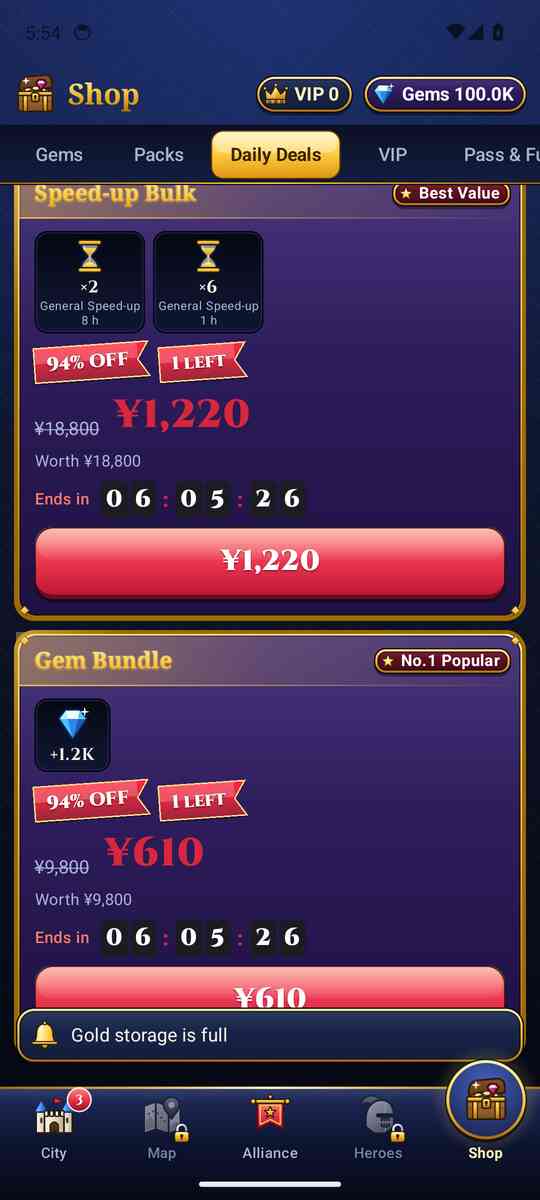 5:54
Shop
VIP 0
Gems 100.0K
Gems
Packs
Daily Deals
VIP
Pass & Fu
Speed-up Bulk
Best Value
×2
General Speed-up
8 h
×6
General Speed-up
1 h
94% OFF
1 LEFT
¥18,800
¥1,220
Worth ¥18,800
Ends in 06:05:26
¥1,220
Gem Bundle
No.1 Popular
+1.2K
94% OFF
1 LEFT
¥9,800
¥610
Worth ¥9,800
Ends in 06:05:26
¥610
Gold storage is full
3
City
Map
Alliance
Heroes
Shop